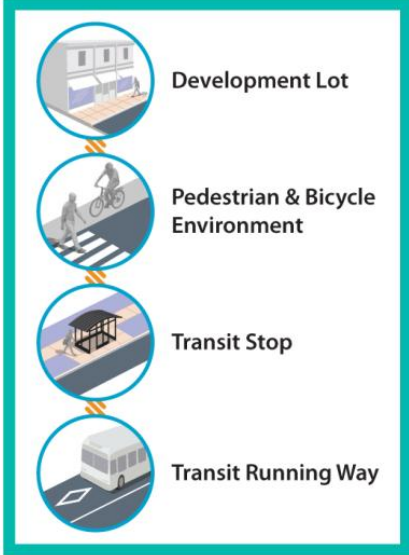 Development Lot
Pedestrian & Bicycle
Environment
Transit Stop
Transit Running Way